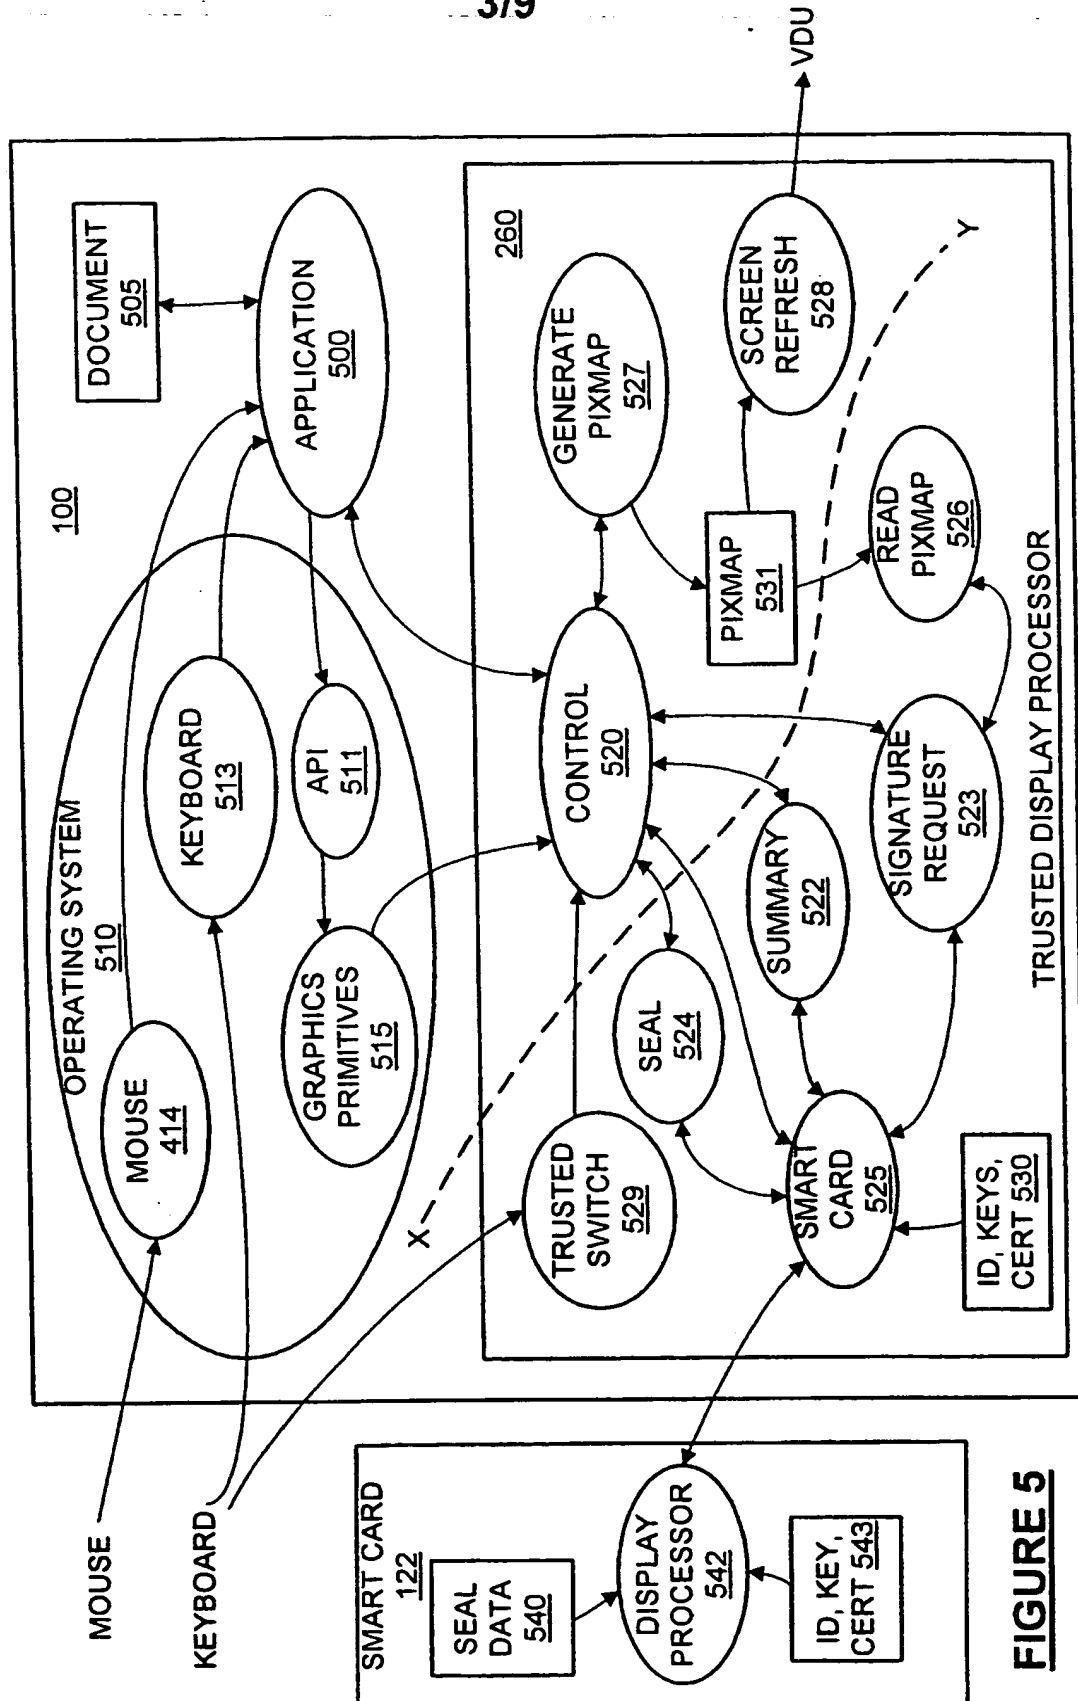 3/9
MOUSE
KEYBOARD
100
OPERATING SYSTEM
510
MOUSE
414
KEYBOARD
513
API
511
GRAPHICS
PRIMITIVES
515
DOCUMENT
505
APPLICATION
500
X
260
TRUSTED
SWITCH
529
SEAL
524
CONTROL
520
GENERATE
PIXMAP
527
PIXMAP
531
SCREEN
REFRESH
528
VDU
Y
SUMMARY
522
SMART
CARD
525
SIGNATURE
REQUEST
523
READ
PIXMAP
526
ID, KEYS,
CERT 530
TRUSTED DISPLAY PROCESSOR
SMART CARD
122
SEAL
DATA
540
DISPLAY
PROCESSOR
542
ID, KEY,
CERT 543
FIGURE 5